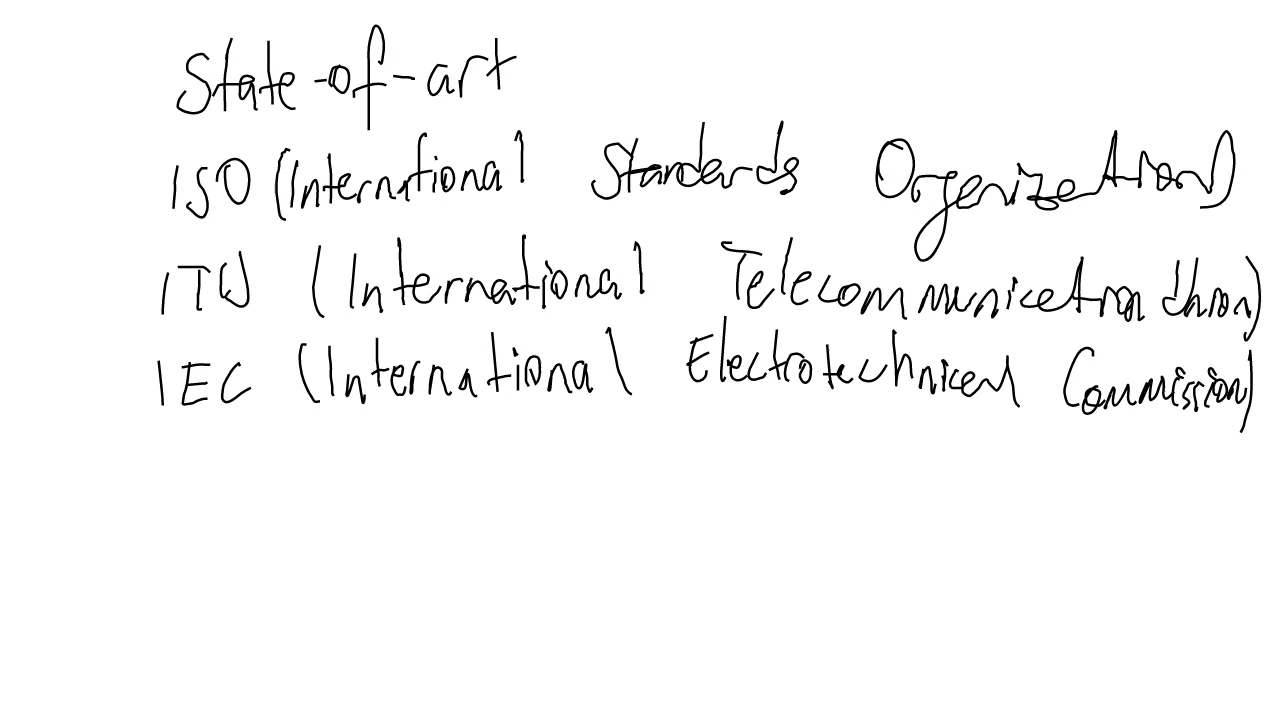 State-of-art
ISO (International Standards Organization)
ITU (International Telecommunication Union)
IEC (International Electrotechnical Commission)